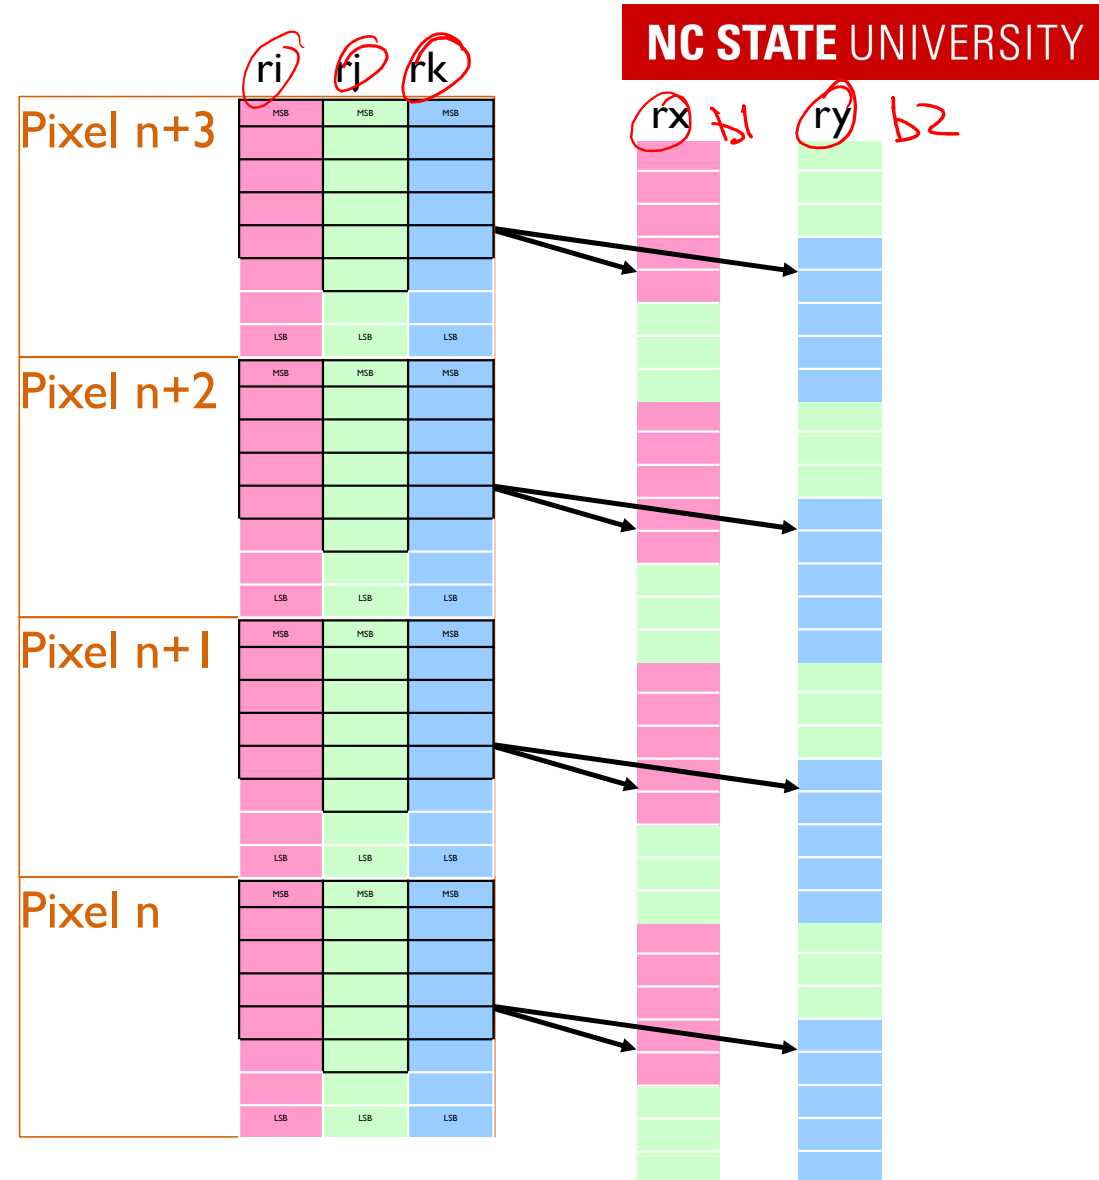 NC STATE UNIVERSITY
ri rj rk
rx b1 ry b2
Pixel n+3
MSB MSB MSB
LSB LSB LSB
Pixel n+2
MSB MSB MSB
LSB LSB LSB
Pixel n+1
MSB MSB MSB
LSB LSB LSB
Pixel n
MSB MSB MSB
LSB LSB LSB